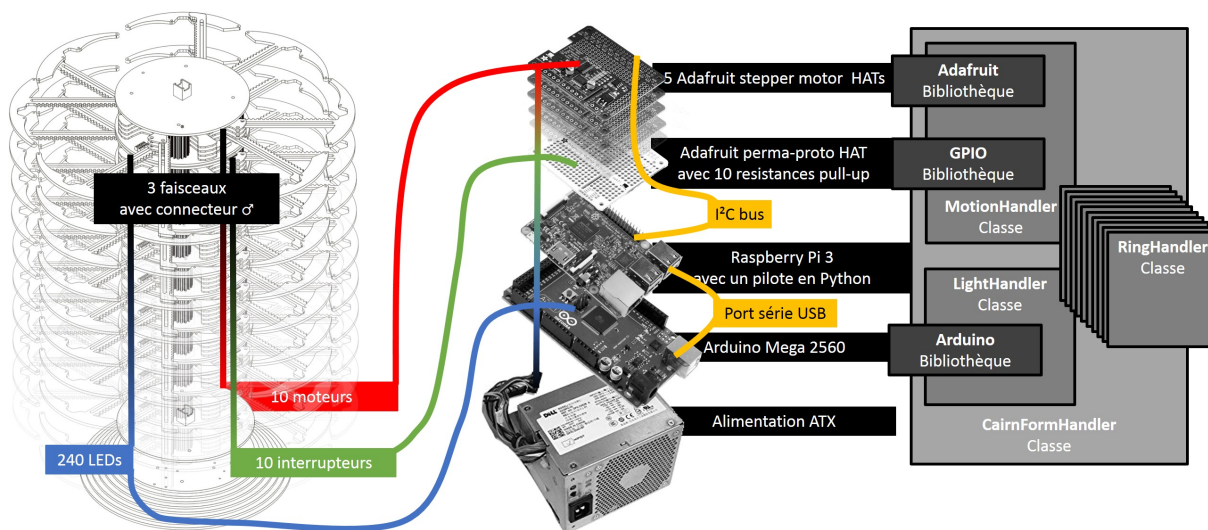 3 faisceaux
avec connecteur ♂
10 moteurs
240 LEDs
10 interrupteurs
5 Adafruit stepper motor HATs
Adafruit perma-proto HAT
avec 10 resistances pull-up
I²C bus
Raspberry Pi 3
avec un pilote en Python
Port série USB
Arduino Mega 2560
Alimentation ATX
DELL
Adafruit
Bibliothèque
GPIO
Bibliothèque
MotionHandler
Classe
RingHandler
Classe
LightHandler
Classe
Arduino
Bibliothèque
CairnFormHandler
Classe